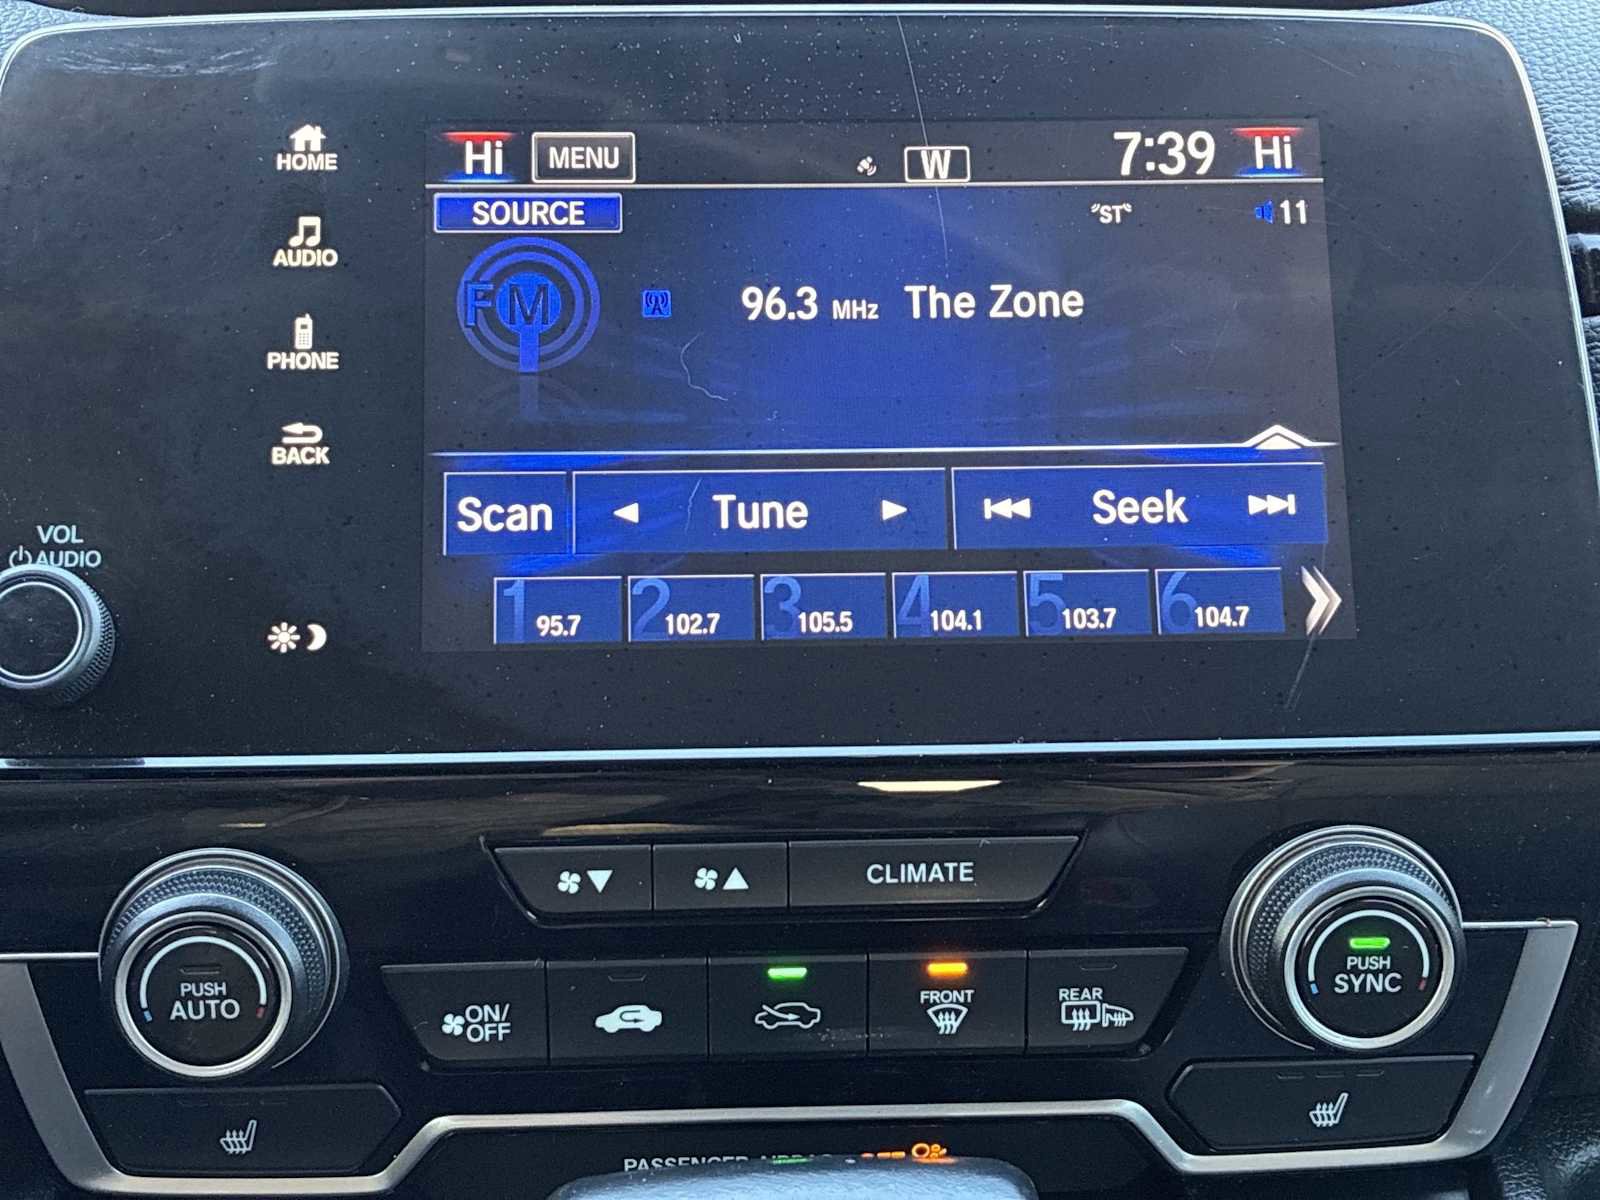 HOME
AUDIO
PHONE
BACK
VOL
AUDIO
Hi MENU W 7:39 Hi
SOURCE "ST" 11
FM 96.3 MHz The Zone
Scan Tune Seek
1 95.7 2 102.7 3 105.5 4 104.1 5 103.7 6 104.7
CLIMATE
PUSH
AUTO
ON/
OFF
FRONT
REAR
PUSH
SYNC
PASSENGER